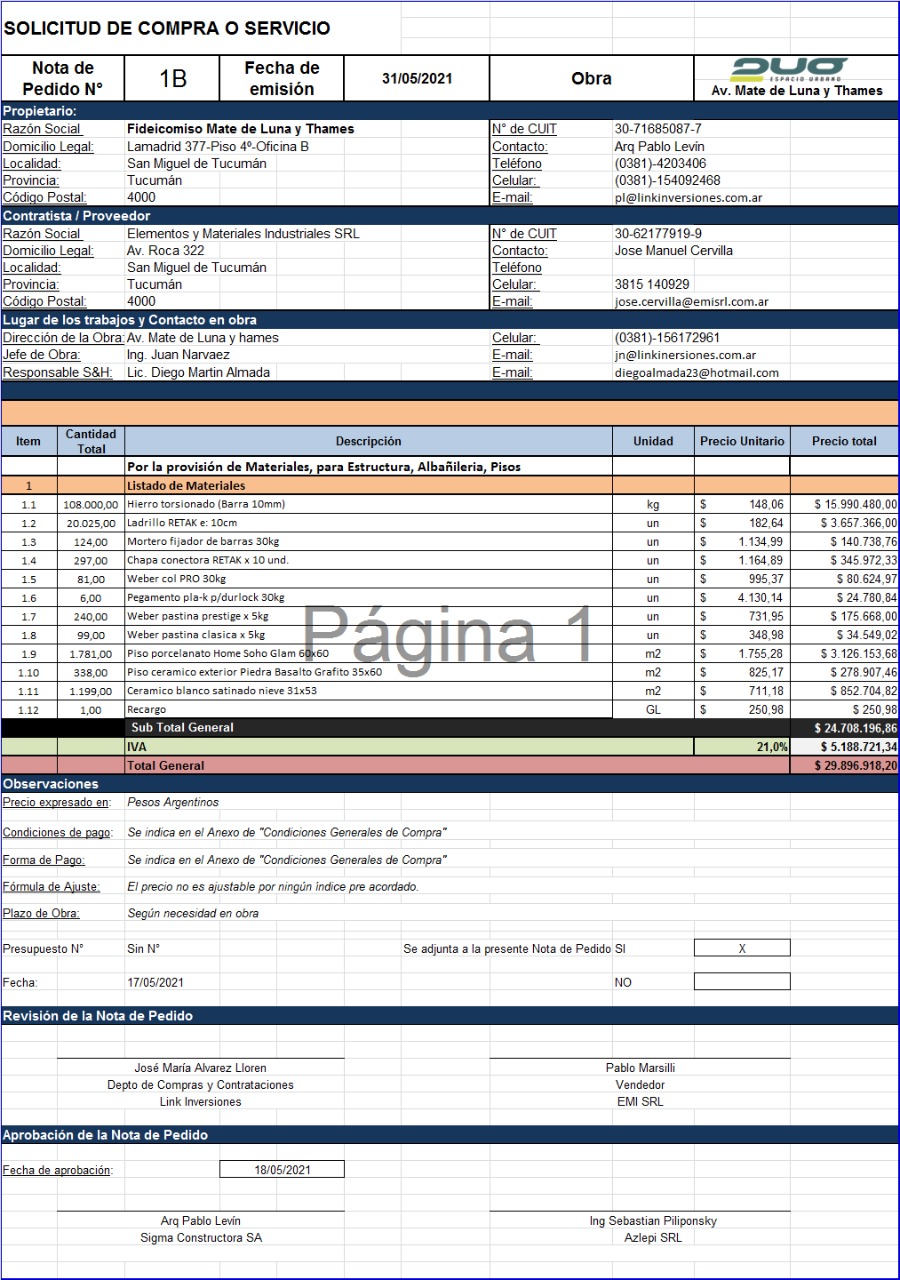 SOLICITUD DE COMPRA O SERVICIO
Nota de Pedido N° 1B Fecha de emisión 31/05/2021 Obra DUO ESPACIO URBANO Av. Mate de Luna y Thames
Propietario:
Razón Social Fideicomiso Mate de Luna y Thames N° de CUIT 30-71685087-7
Domicilio Legal: Lamadrid 377-Piso 4º-Oficina B Contacto: Arq Pablo Levín
Localidad: San Miguel de Tucumán Teléfono (0381)-4203406
Provincia: Tucumán Celular: (0381)-154092468
Código Postal: 4000 E-mail: pl@linkinversiones.com.ar
Contratista / Proveedor
Razón Social Elementos y Materiales Industriales SRL N° de CUIT 30-62177919-9
Domicilio Legal: Av. Roca 322 Contacto: Jose Manuel Cervilla
Localidad: San Miguel de Tucumán Teléfono
Provincia: Tucumán Celular: 3815 140929
Código Postal: 4000 E-mail: jose.cervilla@emisrl.com.ar
Lugar de los trabajos y Contacto en obra
Dirección de la Obra: Av. Mate de Luna y hames Celular: (0381)-156172961
Jefe de Obra: Ing. Juan Narvaez E-mail: jn@linkinersiones.com.ar
Responsable S&H: Lic. Diego Martin Almada E-mail: diegoalmada23@hotmail.com
Item Cantidad Total Descripción Unidad Precio Unitario Precio total
Por la provisión de Materiales, para Estructura, Albañileria, Pisos
1 Listado de Materiales
1.1 108.000,00 Hierro torsionado (Barra 10mm) kg $ 148,06 $ 15.990.480,00
1.2 20.025,00 Ladrillo RETAK e: 10cm un $ 182,64 $ 3.657.366,00
1.3 124,00 Mortero fijador de barras 30kg un $ 1.134,99 $ 140.738,76
1.4 297,00 Chapa conectora RETAK x 10 und. un $ 1.164,89 $ 345.972,33
1.5 81,00 Weber col PRO 30kg un $ 995,37 $ 80.624,97
1.6 6,00 Pegamento pla-k p/durlock 30kg un $ 4.130,14 $ 24.780,84
1.7 240,00 Weber pastina prestige x 5kg un $ 731,95 $ 175.668,00
1.8 99,00 Weber pastina clasica x 5kg un $ 348,98 $ 34.549,02
1.9 1.781,00 Piso porcelanato Home Soho Glam 60x60 m2 $ 1.755,28 $ 3.126.153,68
1.10 338,00 Piso ceramico exterior Piedra Basalto Grafito 35x60 m2 $ 825,17 $ 278.907,46
1.11 1.199,00 Ceramico blanco satinado nieve 31x53 m2 $ 711,18 $ 852.704,82
1.12 1,00 Recargo GL $ 250,98 $ 250,98
Página 1
Sub Total General $ 24.708.196,86
IVA 21,0% $ 5.188.721,34
Total General $ 29.896.918,20
Observaciones
Precio expresado en: Pesos Argentinos
Condiciones de pago: Se indica en el Anexo de "Condiciones Generales de Compra"
Forma de Pago: Se indica en el Anexo de "Condiciones Generales de Compra"
Fórmula de Ajuste: El precio no es ajustable por ningún índice pre acordado.
Plazo de Obra: Según necesidad en obra
Presupuesto N° Sin N° Se adjunta a la presente Nota de Pedido SI X
Fecha: 17/05/2021 NO
Revisión de la Nota de Pedido
José María Alvarez Lloren Pablo Marsilli
Depto de Compras y Contrataciones Vendedor
Link Inversiones EMI SRL
Aprobación de la Nota de Pedido
Fecha de aprobación: 18/05/2021
Arq Pablo Levín Ing Sebastian Piliponsky
Sigma Constructora SA Azlepi SRL